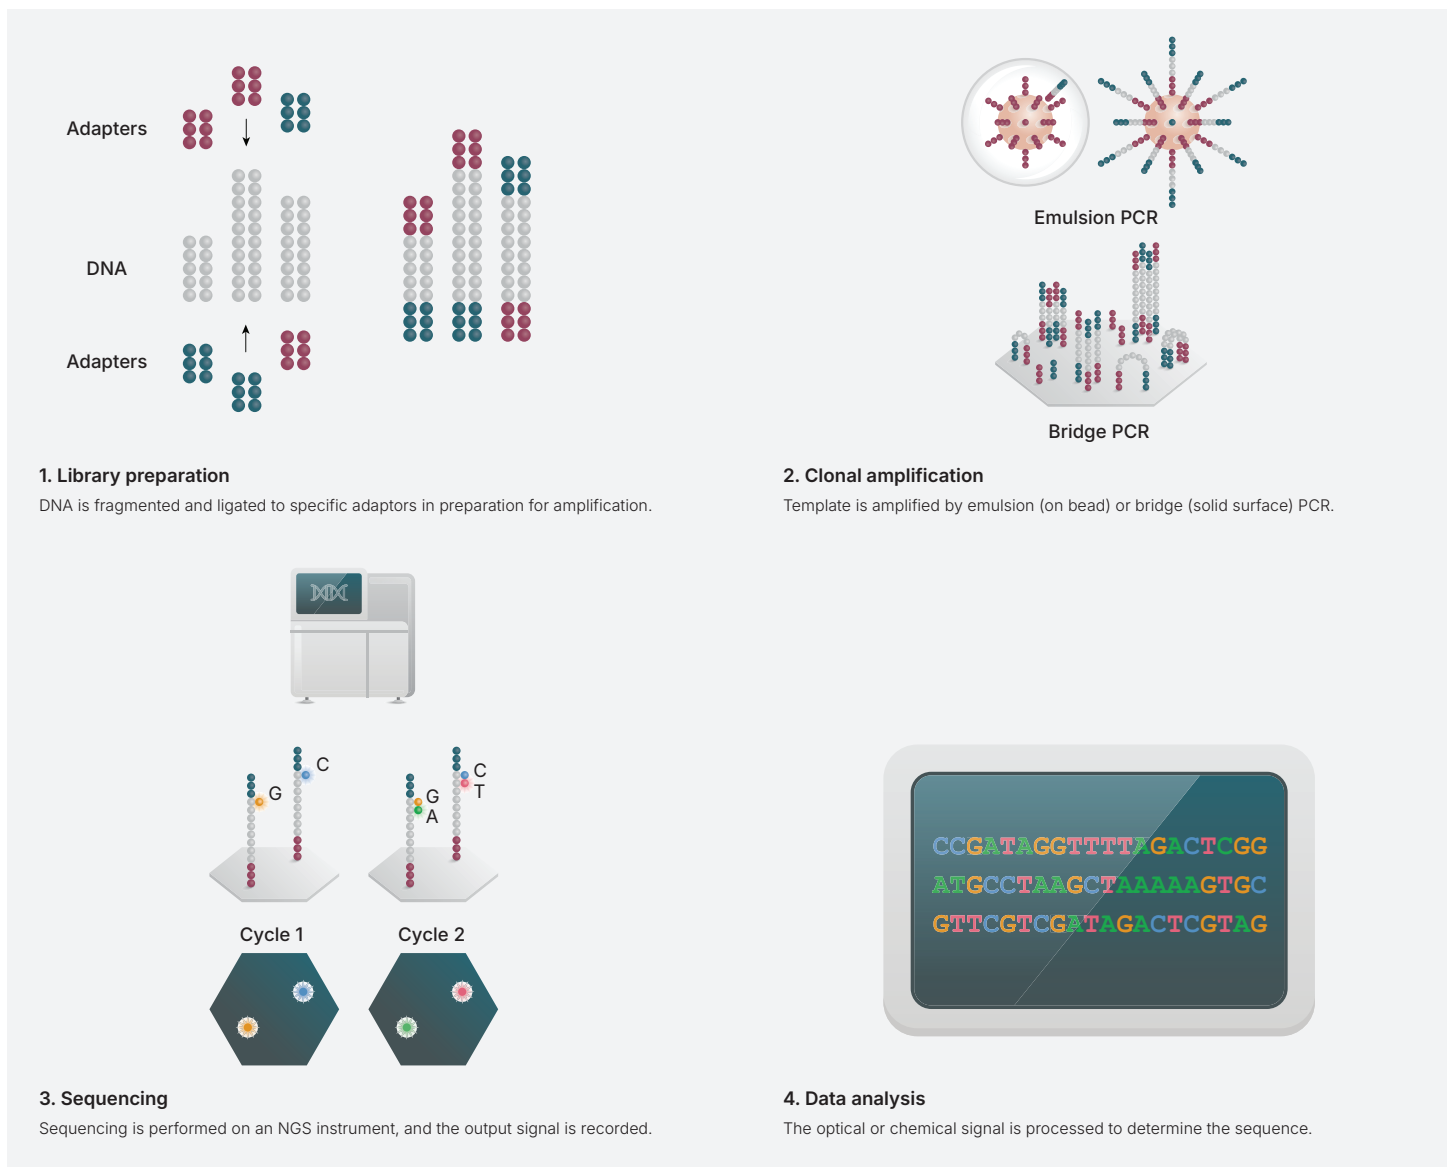 Adapters
DNA
Adapters
Emulsion PCR
Bridge PCR
1. Library preparation
DNA is fragmented and ligated to specific adaptors in preparation for amplification.
2. Clonal amplification
Template is amplified by emulsion (on bead) or bridge (solid surface) PCR.
G
C
G
A
C
T
Cycle 1
Cycle 2
3. Sequencing
Sequencing is performed on an NGS instrument, and the output signal is recorded.
CCGATAGGTTTTAGACTCGG
ATGCCTAAGCTAAAAAGTGC
GTTCGTCGATAGACTCGTAG
4. Data analysis
The optical or chemical signal is processed to determine the sequence.